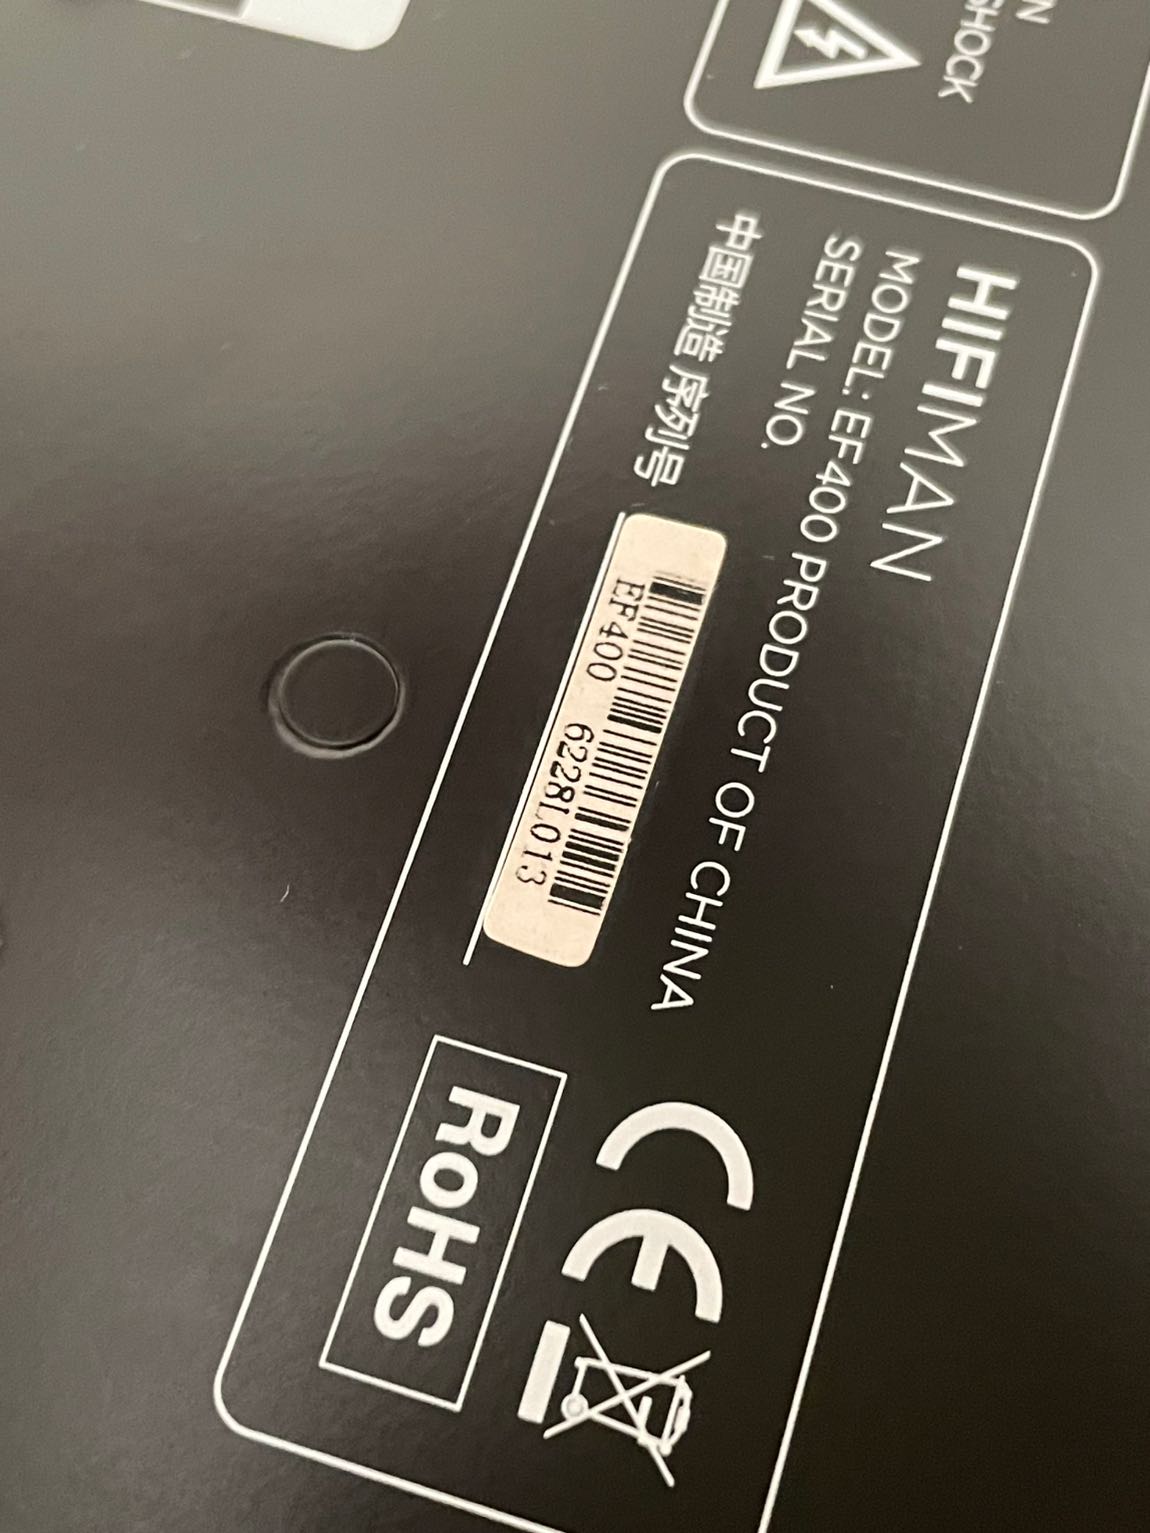 N
SHOCK
HIFIMAN
MODEL: EF400 PRODUCT OF CHINA
SERIAL NO.
中国制造 序列号
EF400 6228L013
CE
RoHS